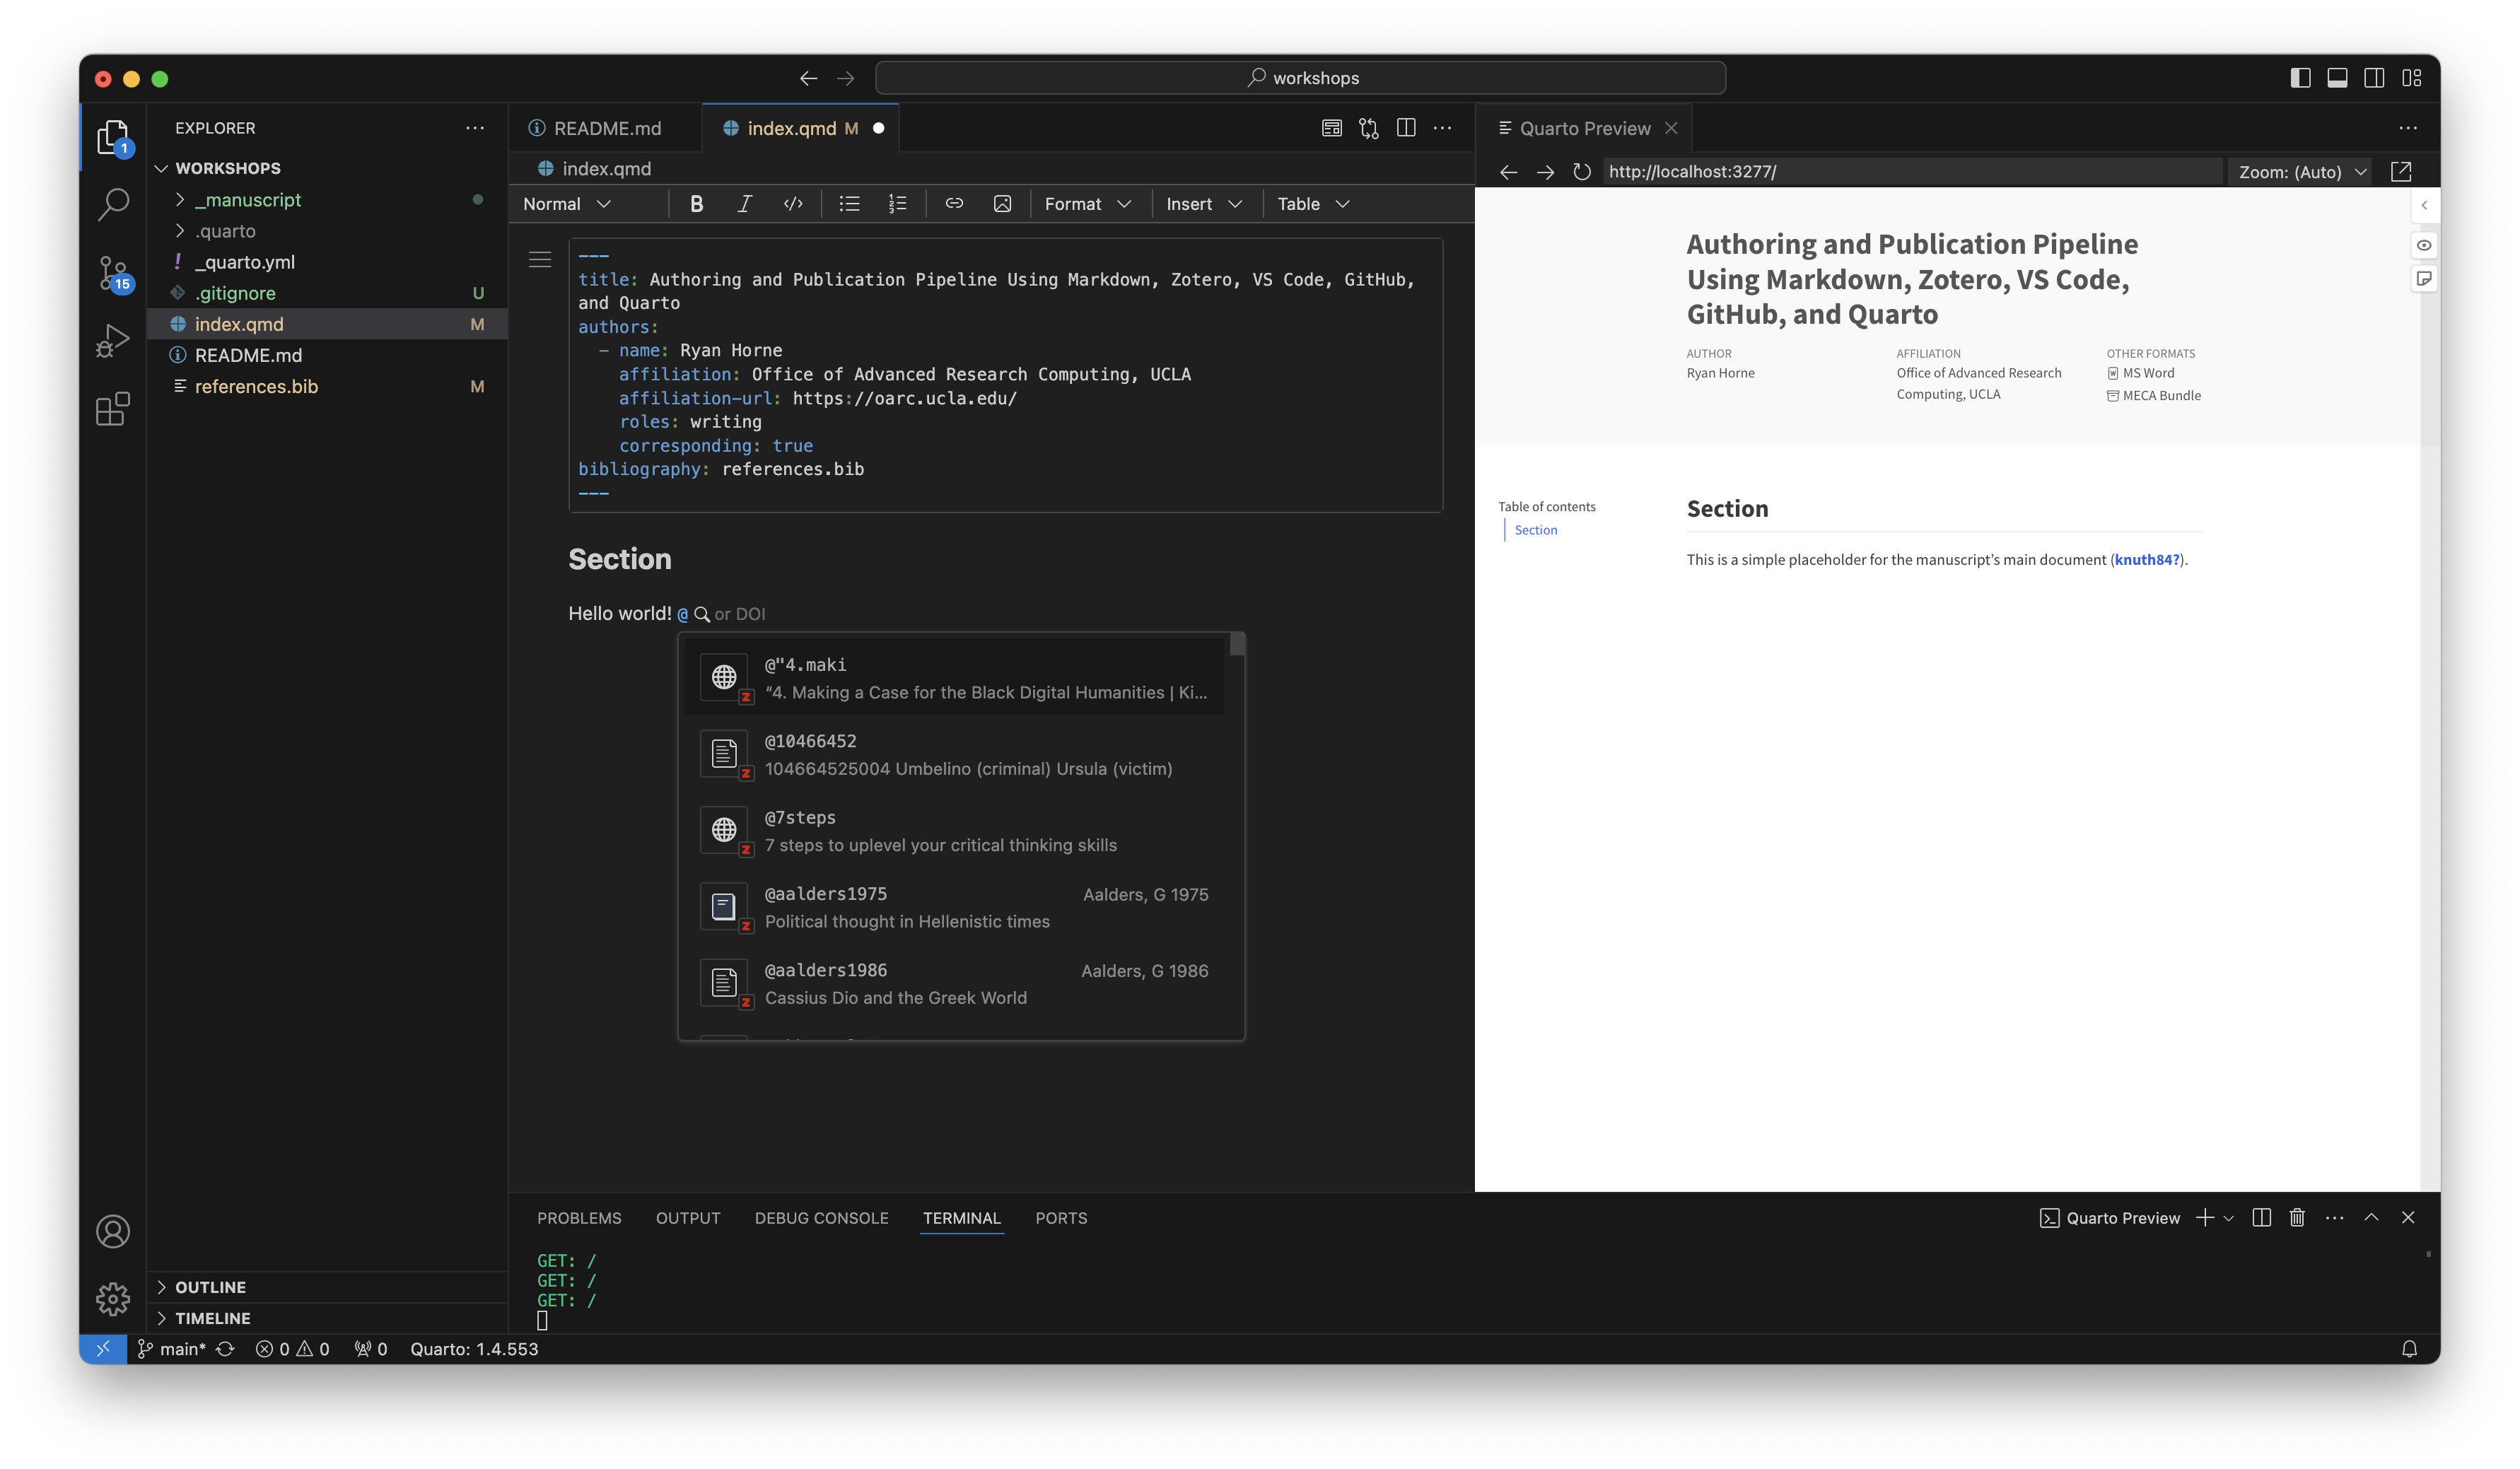 workshops
EXPLORER
README.md
index.qmd M
Quarto Preview
1
WORKSHOPS
index.qmd
http://localhost:3277/
Zoom: (Auto)
_manuscript
.quarto
_quarto.yml
.gitignore U
index.qmd M
README.md
references.bib M
15
Normal
Format
Insert
Table
---
title: Authoring and Publication Pipeline Using Markdown, Zotero, VS Code, GitHub,
and Quarto
authors:
- name: Ryan Horne
affiliation: Office of Advanced Research Computing, UCLA
affiliation-url: https://oarc.ucla.edu/
roles: writing
corresponding: true
bibliography: references.bib
---
Section
Hello world! @ or DOI
@"4.maki
“4. Making a Case for the Black Digital Humanities | Ki...
@10466452
104664525004 Umbelino (criminal) Ursula (victim)
@7steps
7 steps to uplevel your critical thinking skills
@aalders1975 Aalders, G 1975
Political thought in Hellenistic times
@aalders1986 Aalders, G 1986
Cassius Dio and the Greek World
Authoring and Publication Pipeline
Using Markdown, Zotero, VS Code,
GitHub, and Quarto
AUTHOR
Ryan Horne
AFFILIATION
Office of Advanced Research
Computing, UCLA
OTHER FORMATS
MS Word
MECA Bundle
Table of contents
Section
Section
This is a simple placeholder for the manuscript’s main document (knuth84?).
PROBLEMS
OUTPUT
DEBUG CONSOLE
TERMINAL
PORTS
Quarto Preview
GET: /
GET: /
GET: /
OUTLINE
TIMELINE
main* 0 0 0 Quarto: 1.4.553